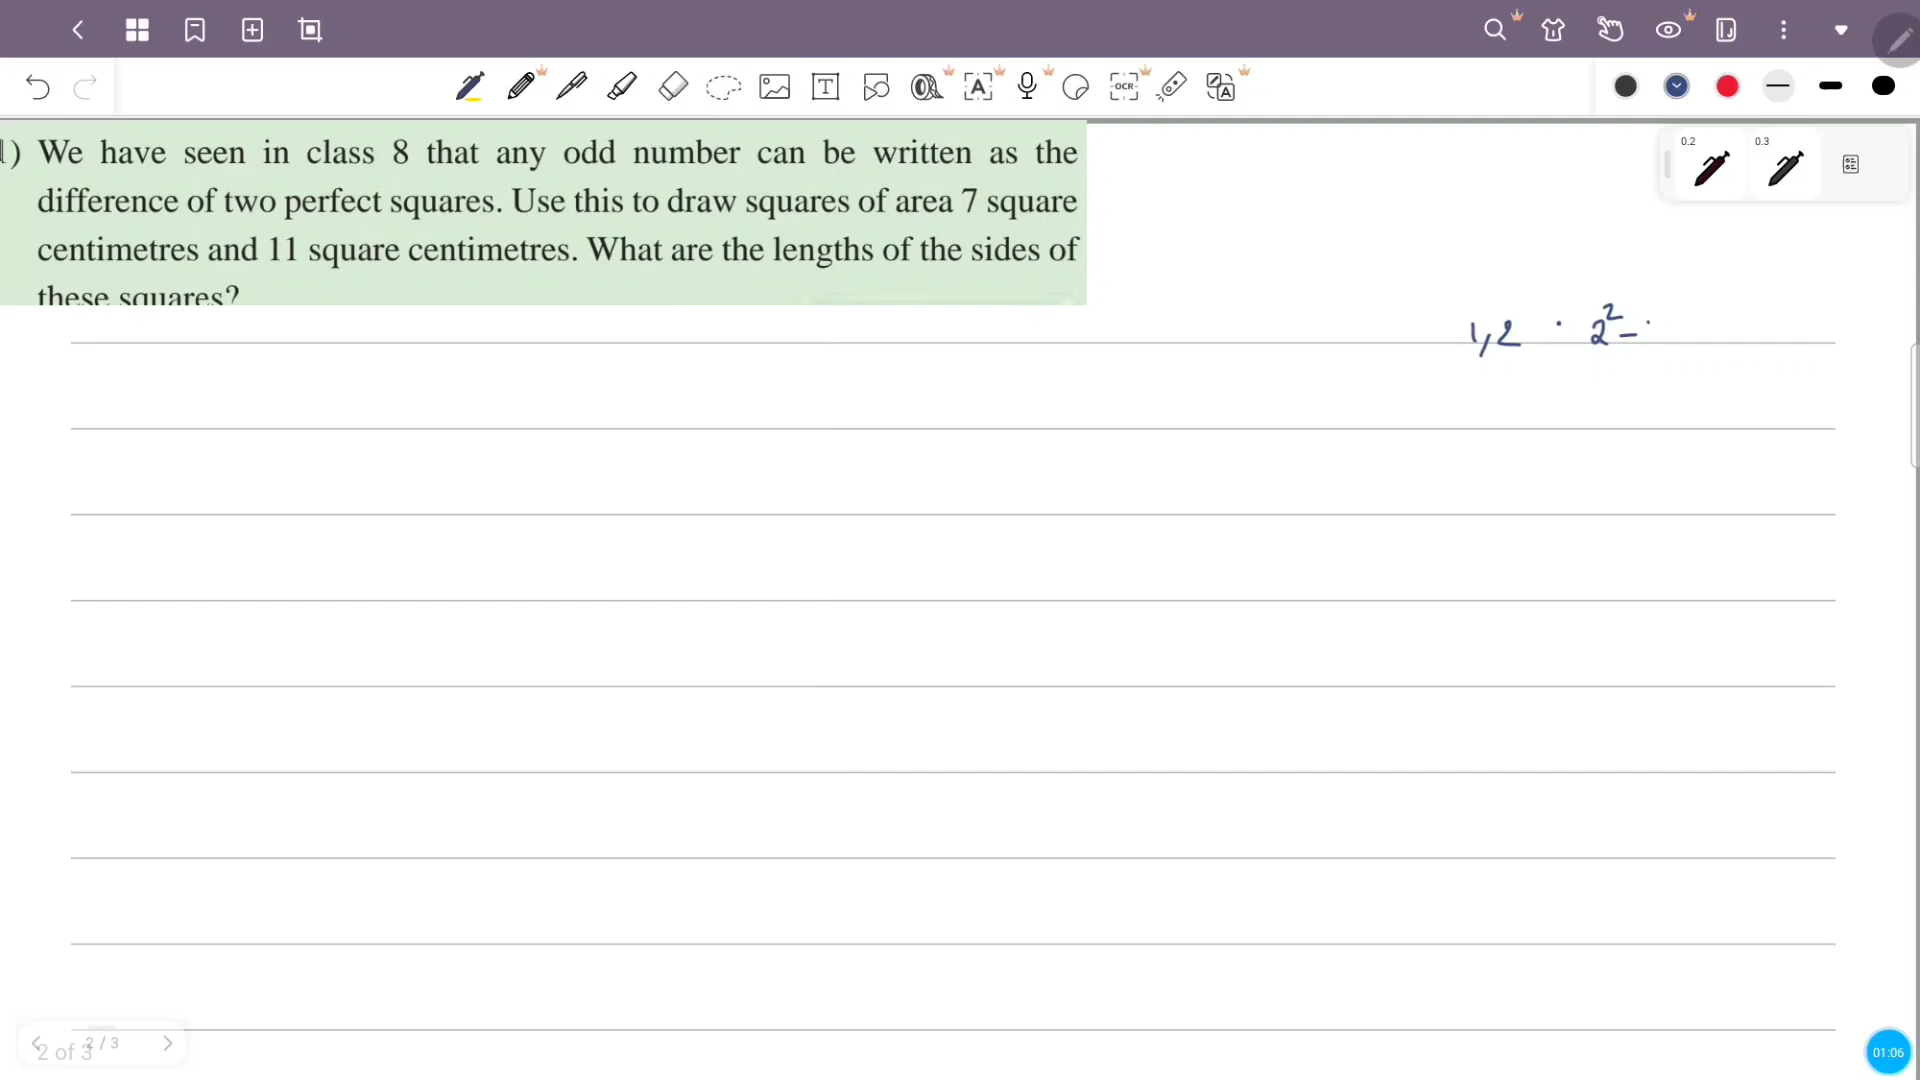 0.2
0.3
OCR
1) We have seen in class 8 that any odd number can be written as the
difference of two perfect squares. Use this to draw squares of area 7 square
centimetres and 11 square centimetres. What are the lengths of the sides of
these squares?
1,2 · 2² – ·
2 / 3
2 of 3
01:06